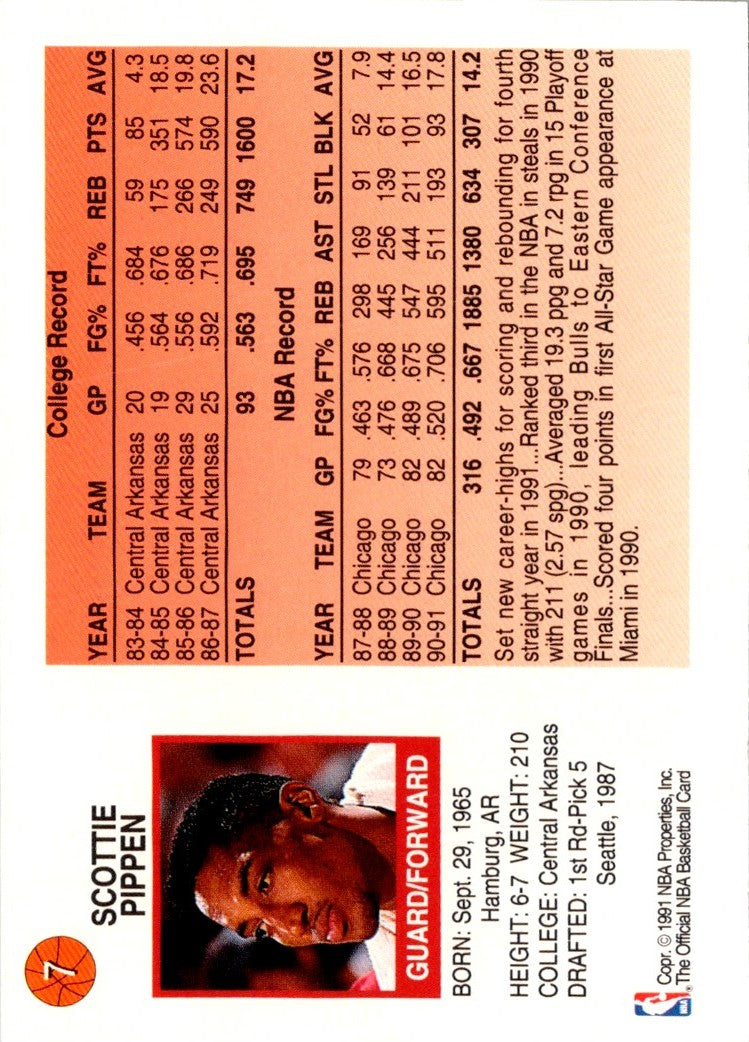 7
SCOTTIE
PIPPEN
GUARD/FORWARD
BORN: Sept. 29, 1965
Hamburg, AR
HEIGHT: 6-7 WEIGHT: 210
COLLEGE: Central Arkansas
DRAFTED: 1st Rd-Pick 5
Seattle, 1987
NBA
®
Copr. © 1991 NBA Properties, Inc.
The Official NBA Basketball Card
College Record
YEAR TEAM GP FG% FT% REB PTS AVG
83-84 Central Arkansas 20 .456 .684 59 85 4.3
84-85 Central Arkansas 19 .564 .676 175 351 18.5
85-86 Central Arkansas 29 .556 .686 266 574 19.8
86-87 Central Arkansas 25 .592 .719 249 590 23.6
TOTALS 93 .563 .695 749 1600 17.2
NBA Record
YEAR TEAM GP FG% FT% REB AST STL BLK AVG
87-88 Chicago 79 .463 .576 298 169 91 52 7.9
88-89 Chicago 73 .476 .668 445 256 139 61 14.4
89-90 Chicago 82 .489 .675 547 444 211 101 16.5
90-91 Chicago 82 .520 .706 595 511 193 93 17.8
TOTALS 316 .492 .667 1885 1380 634 307 14.2
Set new career-highs for scoring and rebounding for fourth
straight year in 1991...Ranked third in the NBA in steals in 1990
with 211 (2.57 spg)...Averaged 19.3 ppg and 7.2 rpg in 15 Playoff
games in 1990, leading Bulls to Eastern Conference
Finals...Scored four points in first All-Star Game appearance at
Miami in 1990.